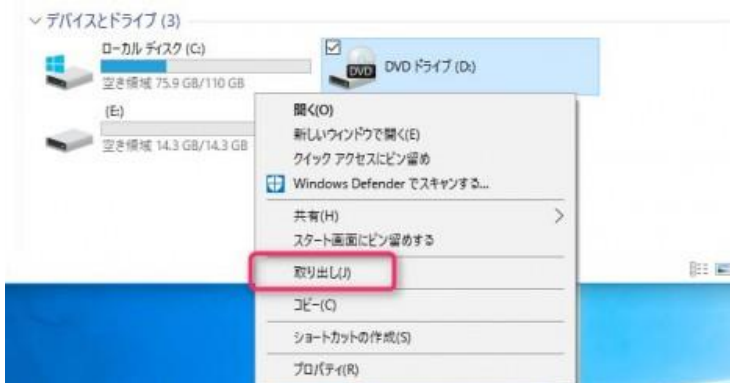 デバイスとドライブ (3)
ローカル ディスク (C:)
空き領域 75.9 GB/110 GB
DVD
DVD ドライブ (D:)
(E:)
空き領域 14.3 GB/14.3 GB
開く(O)
新しいウィンドウで開く(E)
クイック アクセスにピン留め
Windows Defender でスキャンする...
共有(H)
スタート画面にピン留めする
取り出し(J)
コピー(C)
ショートカットの作成(S)
プロパティ(R)